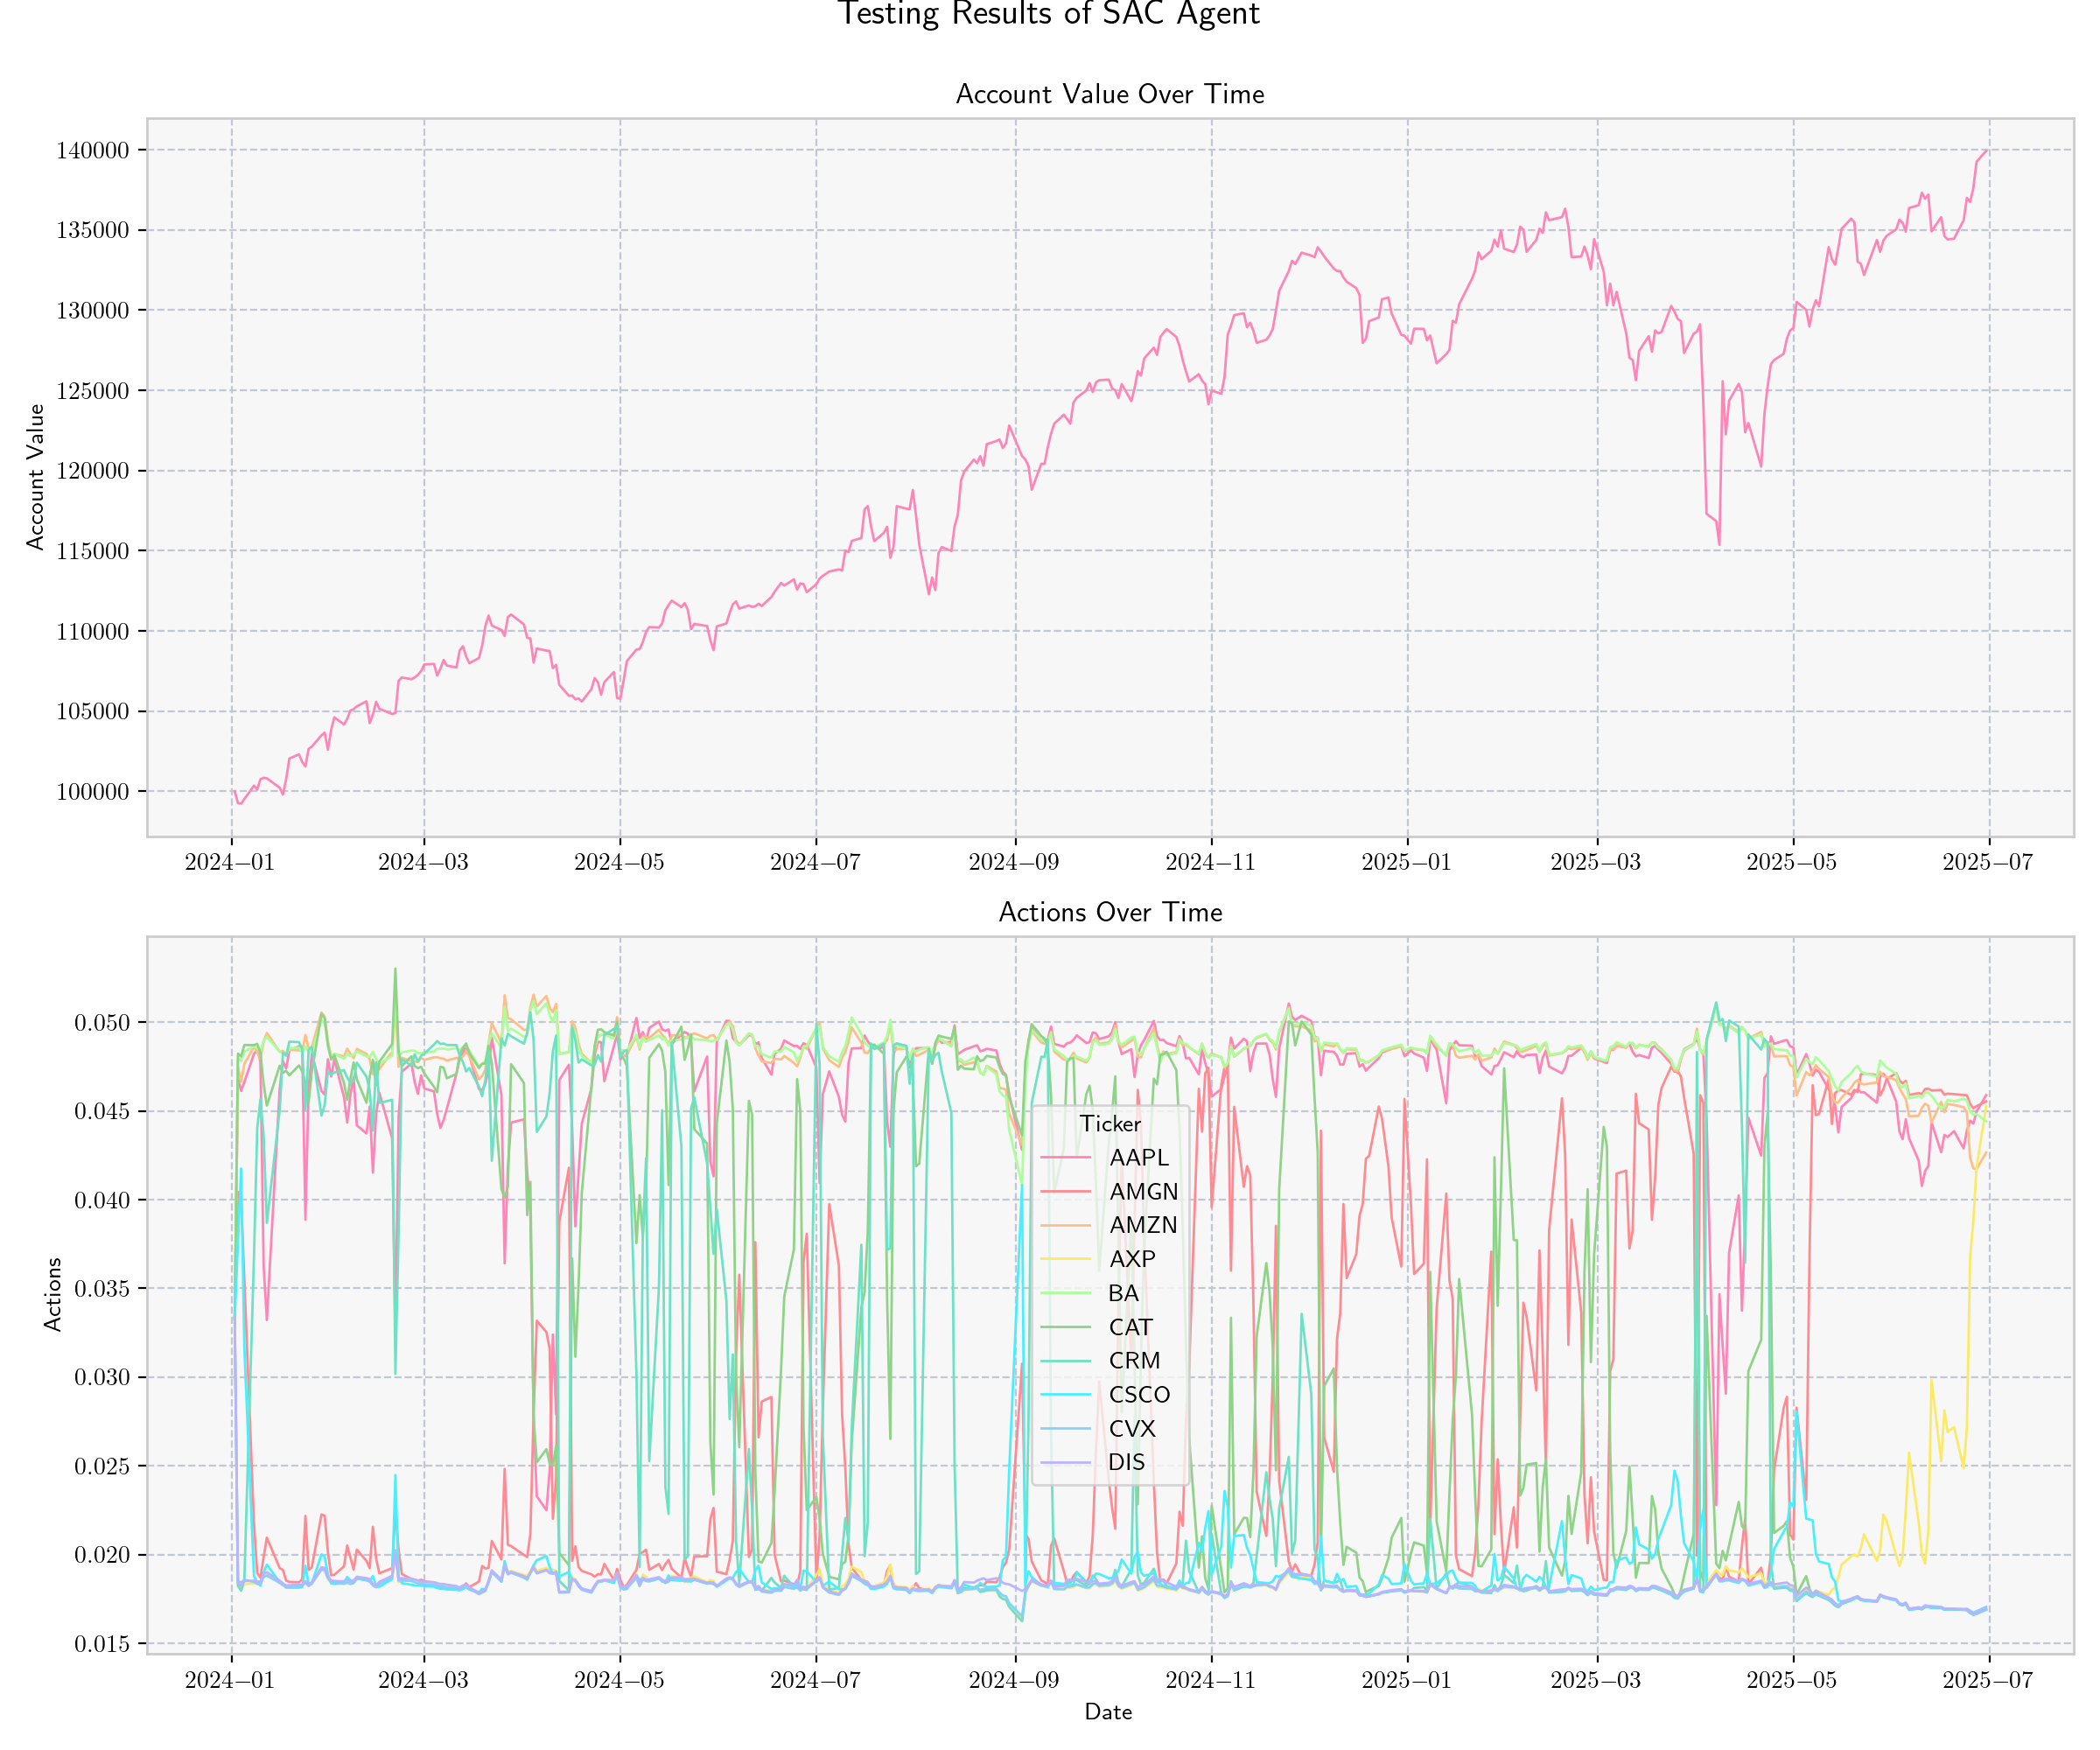 Testing Results of SAC Agent
Account Value Over Time
140000
135000
130000
125000
120000
115000
110000
105000
100000
Account Value
2024−01 2024−03 2024−05 2024−07 2024−09 2024−11 2025−01 2025−03 2025−05 2025−07
Actions Over Time
0.050
0.045
0.040
0.035
0.030
0.025
0.020
0.015
Actions
Ticker
AAPL
AMGN
AMZN
AXP
BA
CAT
CRM
CSCO
CVX
DIS
2024−01 2024−03 2024−05 2024−07 2024−09 2024−11 2025−01 2025−03 2025−05 2025−07
Date